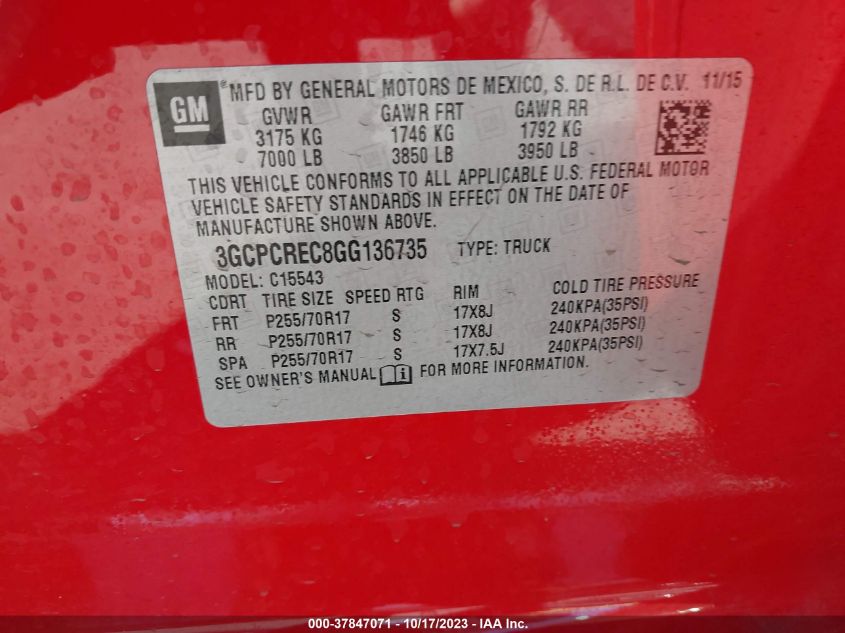 GM
*MFD BY GENERAL MOTORS DE MEXICO, S. DE R.L. DE C.V. 11/15
GVWR GAWR FRT GAWR RR
3175 KG 1746 KG 1792 KG
7000 LB 3850 LB 3950 LB
THIS VEHICLE CONFORMS TO ALL APPLICABLE U.S. FEDERAL MOTOR
VEHICLE SAFETY STANDARDS IN EFFECT ON THE DATE OF
MANUFACTURE SHOWN ABOVE.
3GCPCREC8GG136735 TYPE: TRUCK
MODEL: C15543
CDRT TIRE SIZE SPEED RTG RIM COLD TIRE PRESSURE
FRT P255/70R17 S 17X8J 240KPA(35PSI)
RR P255/70R17 S 17X8J 240KPA(35PSI)
SPA P255/70R17 S 17X7.5J 240KPA(35PSI)
SEE OWNER'S MANUAL FOR MORE INFORMATION.
000-37847071 - 10/17/2023 - IAA Inc.